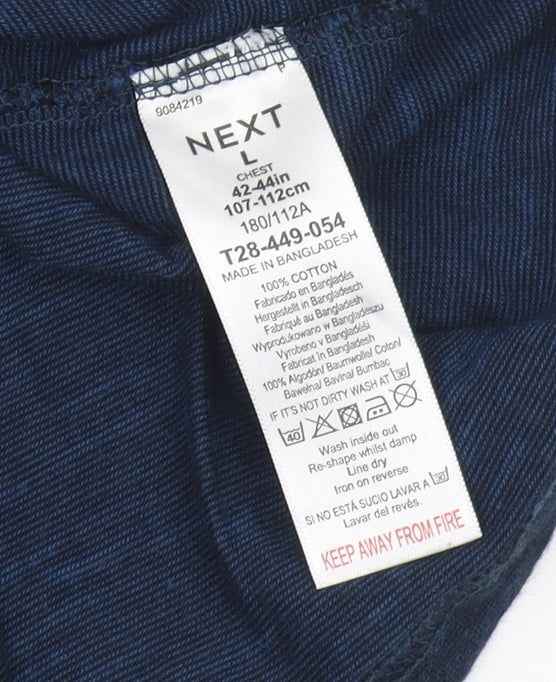 9084219
NEXT
L
CHEST
42-44in
107-112cm
180/112A
T28-449-054
MADE IN BANGLADESH
100% COTTON
Fabricado en Bangladés
Hergestellt in Bangladesch
Fabriqué au Bangladesh
Wyprodukowano w Bangladeszu
Vyrobeno v Bangladéši
Fabricat în Bangladesh
100% Algodón/ Baumwolle/ Coton/
Bawełna/ Bavlna/ Bumbac
IF IT'S NOT DIRTY WASH AT 30
40
Wash inside out
Re-shape whilst damp
Line dry
Iron on reverse
SI NO ESTÁ SUCIO LAVAR A 30
Lavar del revés.
KEEP AWAY FROM FIRE